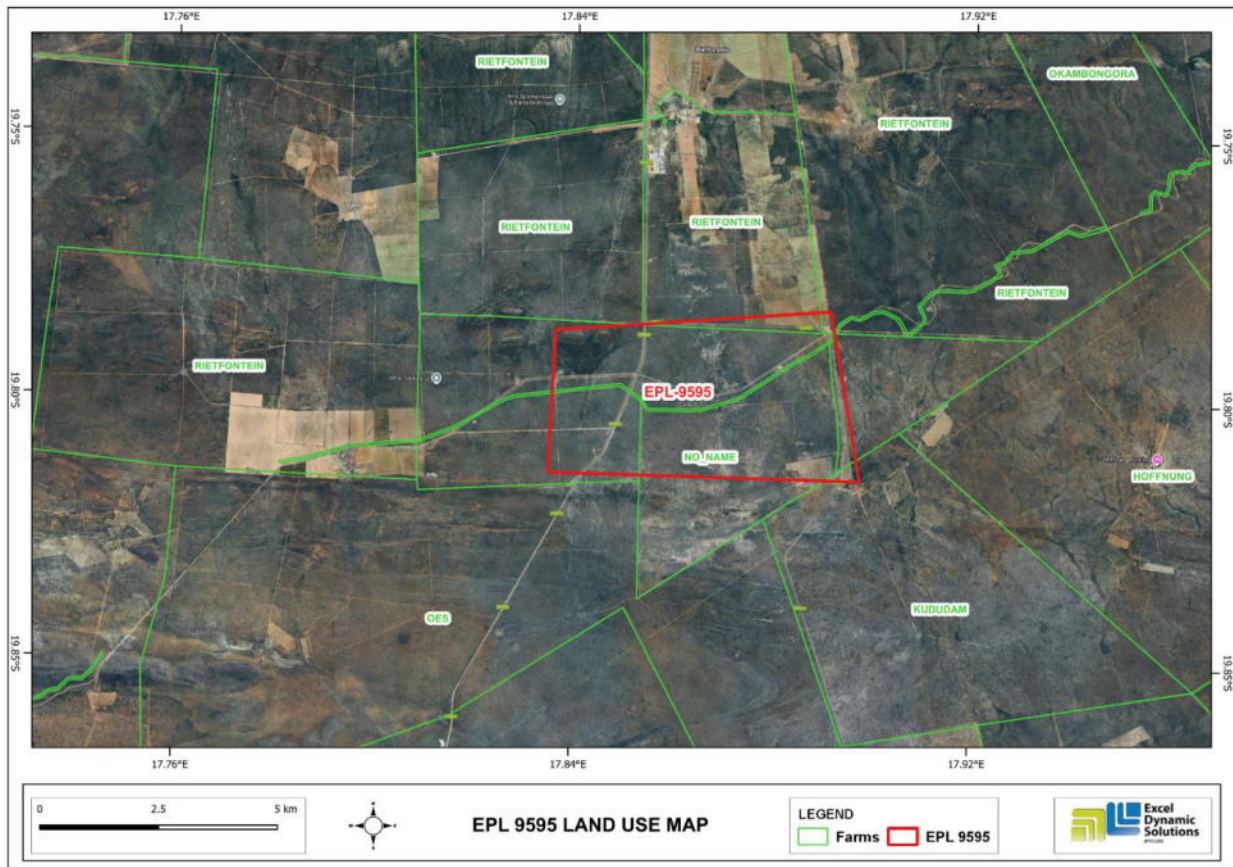 17.76°E
17.84°E
17.92°E
RIETFONTEIN
OKAMBONGORA
19.75°S
RIETFONTEIN
19.75°S
RIETFONTEIN
RIETFONTEIN
RIETFONTEIN
RIETFONTEIN
19.80°S
EPL-9595
19.80°S
NO_NAME
HOFFNUNG
OES
KUDUDAM
19.85°S
19.85°S
17.76°E
17.84°E
17.92°E
0
2.5
5 km
N
EPL 9595 LAND USE MAP
LEGEND
Farms
EPL 9595
Excel
Dynamic
Solutions